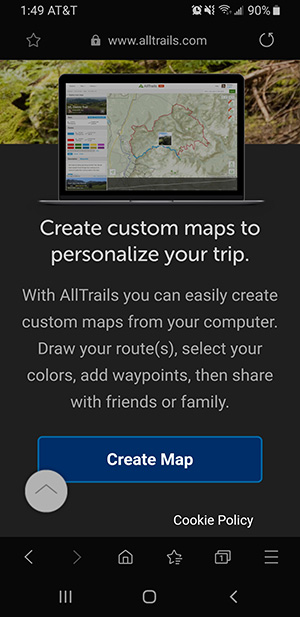 1:49 AT&T 90%
www.alltrails.com
AllTrails
Create custom maps to
personalize your trip.
With AllTrails you can easily create
custom maps from your computer.
Draw your route(s), select your
colors, add waypoints, then share
with friends or family.
Create Map
Cookie Policy
1